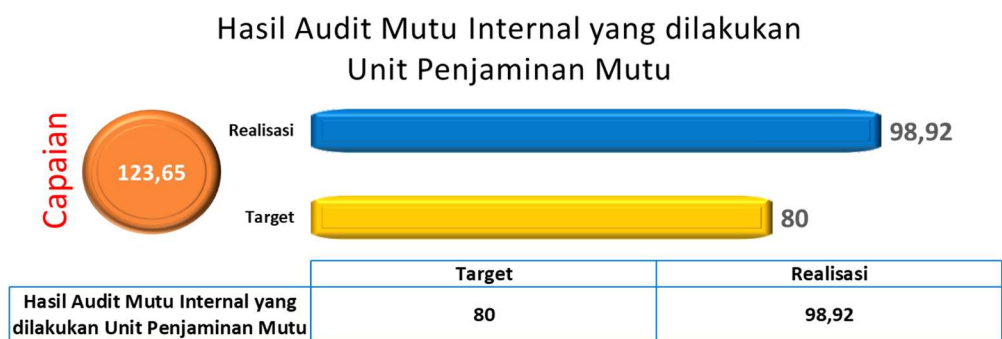 Hasil Audit Mutu Internal yang dilakukan
Unit Penjaminan Mutu
Capaian
123,65
Realisasi
98,92
Target
80
Target
Realisasi
Hasil Audit Mutu Internal yang
dilakukan Unit Penjaminan Mutu
80
98,92